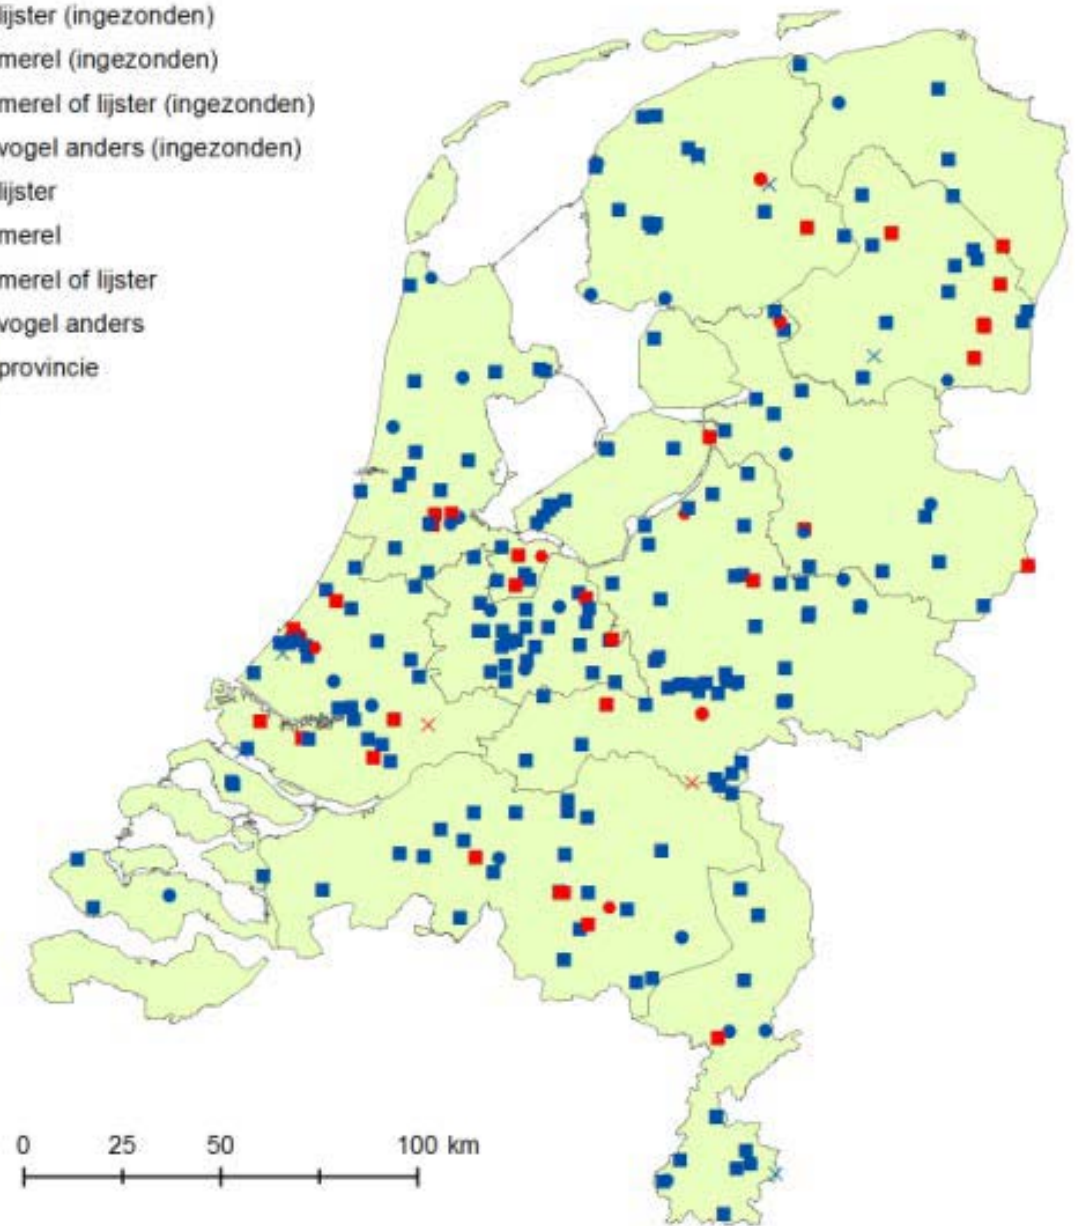 lijster (ingezonden)
merel (ingezonden)
merel of lijster (ingezonden)
vogel anders (ingezonden)
lijster
merel
merel of lijster
vogel anders
provincie
0 25 50 100 km